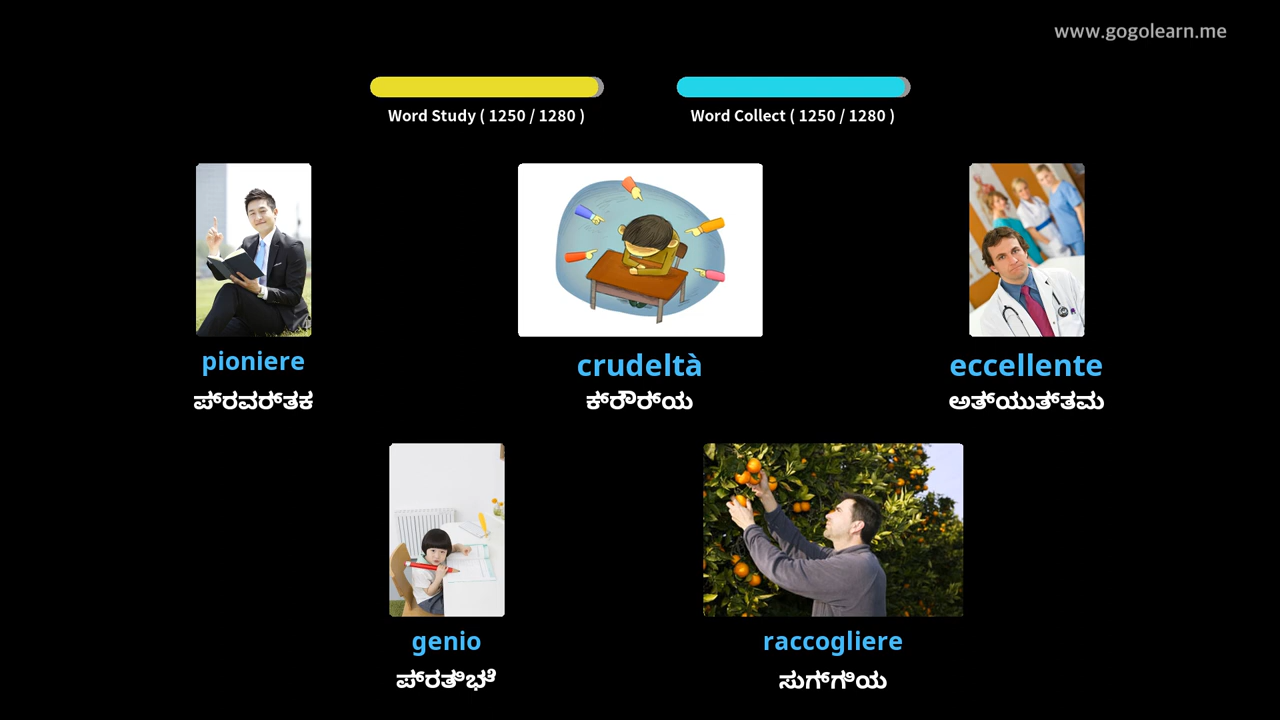 www.gogolearn.me
Word Study ( 1250 / 1280 )
Word Collect ( 1250 / 1280 )
pioniere
crudeltà
eccellente
ಪ್ರವರ್ತಕ
ಕ್ರೌರ್ಯ
ಅತ್ಯುತ್ತಮ
genio
raccogliere
ಪ್ರತಿಭೆ
ಸುಗ್ಗಿಯ